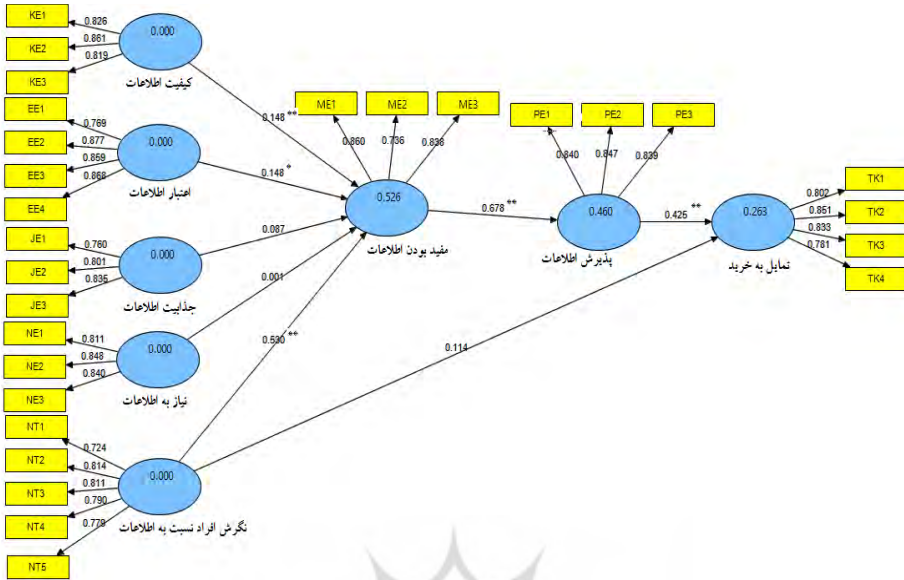 KE1
0.826
KE2
0.861
KE3
0.819
0.000
کیفیت اطلاعات
0.148 **
EE1
0.769
EE2
0.877
EE3
0.869
EE4
0.868
0.000
اعتبار اطلاعات
0.148 *
JE1
0.760
JE2
0.801
JE3
0.835
0.000
جذابیت اطلاعات
0.087
NE1
0.811
NE2
0.848
NE3
0.840
0.000
نیاز به اطلاعات
0.001
NT1
0.724
NT2
0.814
NT3
0.811
NT4
0.790
NT5
0.779
0.000
نگرش افراد نسبت به اطلاعات
0.530 **
0.114
ME1
ME2
ME3
0.860
0.736
0.838
0.526
مفید بودن اطلاعات
0.678 **
PE1
PE2
PE3
0.840
0.847
0.839
0.460
پذیرش اطلاعات
0.425 **
0.263
تمایل به خرید
TK1
0.802
TK2
0.851
TK3
0.833
TK4
0.781